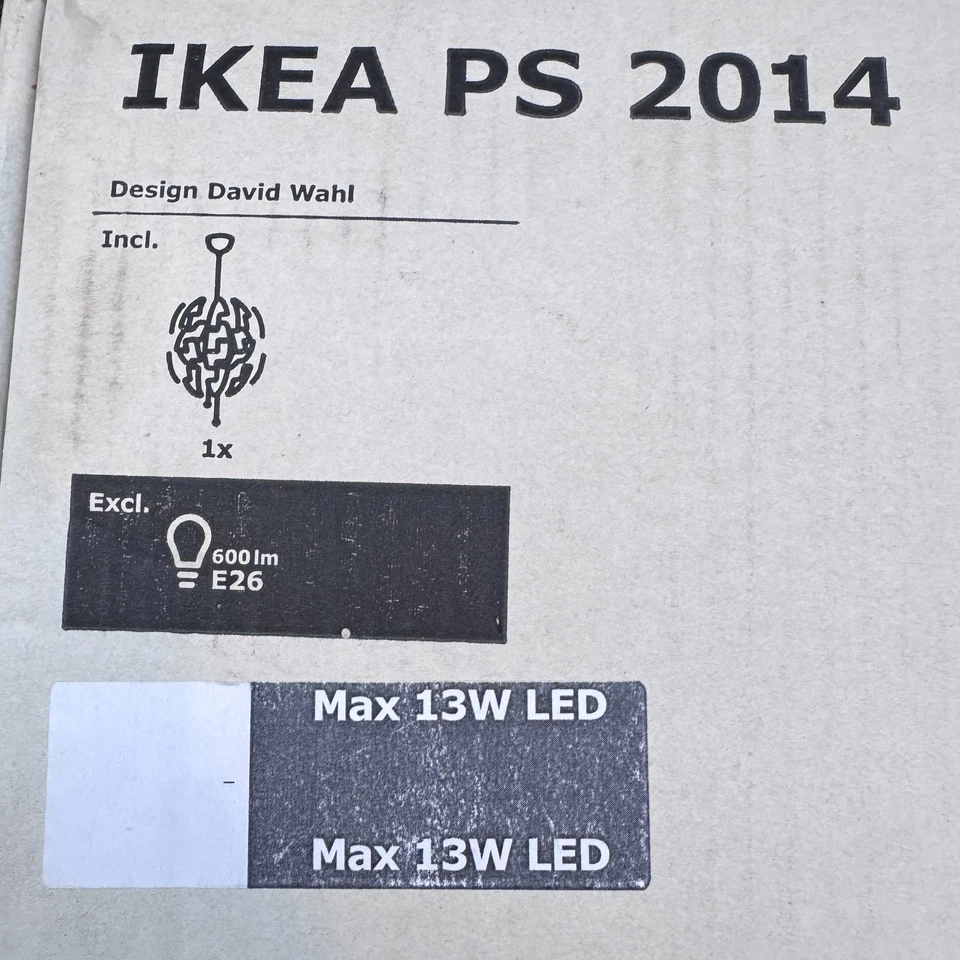 IKEA PS 2014
Design David Wahl
Incl.
1x
Excl.
600lm
E26
Max 13W LED
Max 13W LED